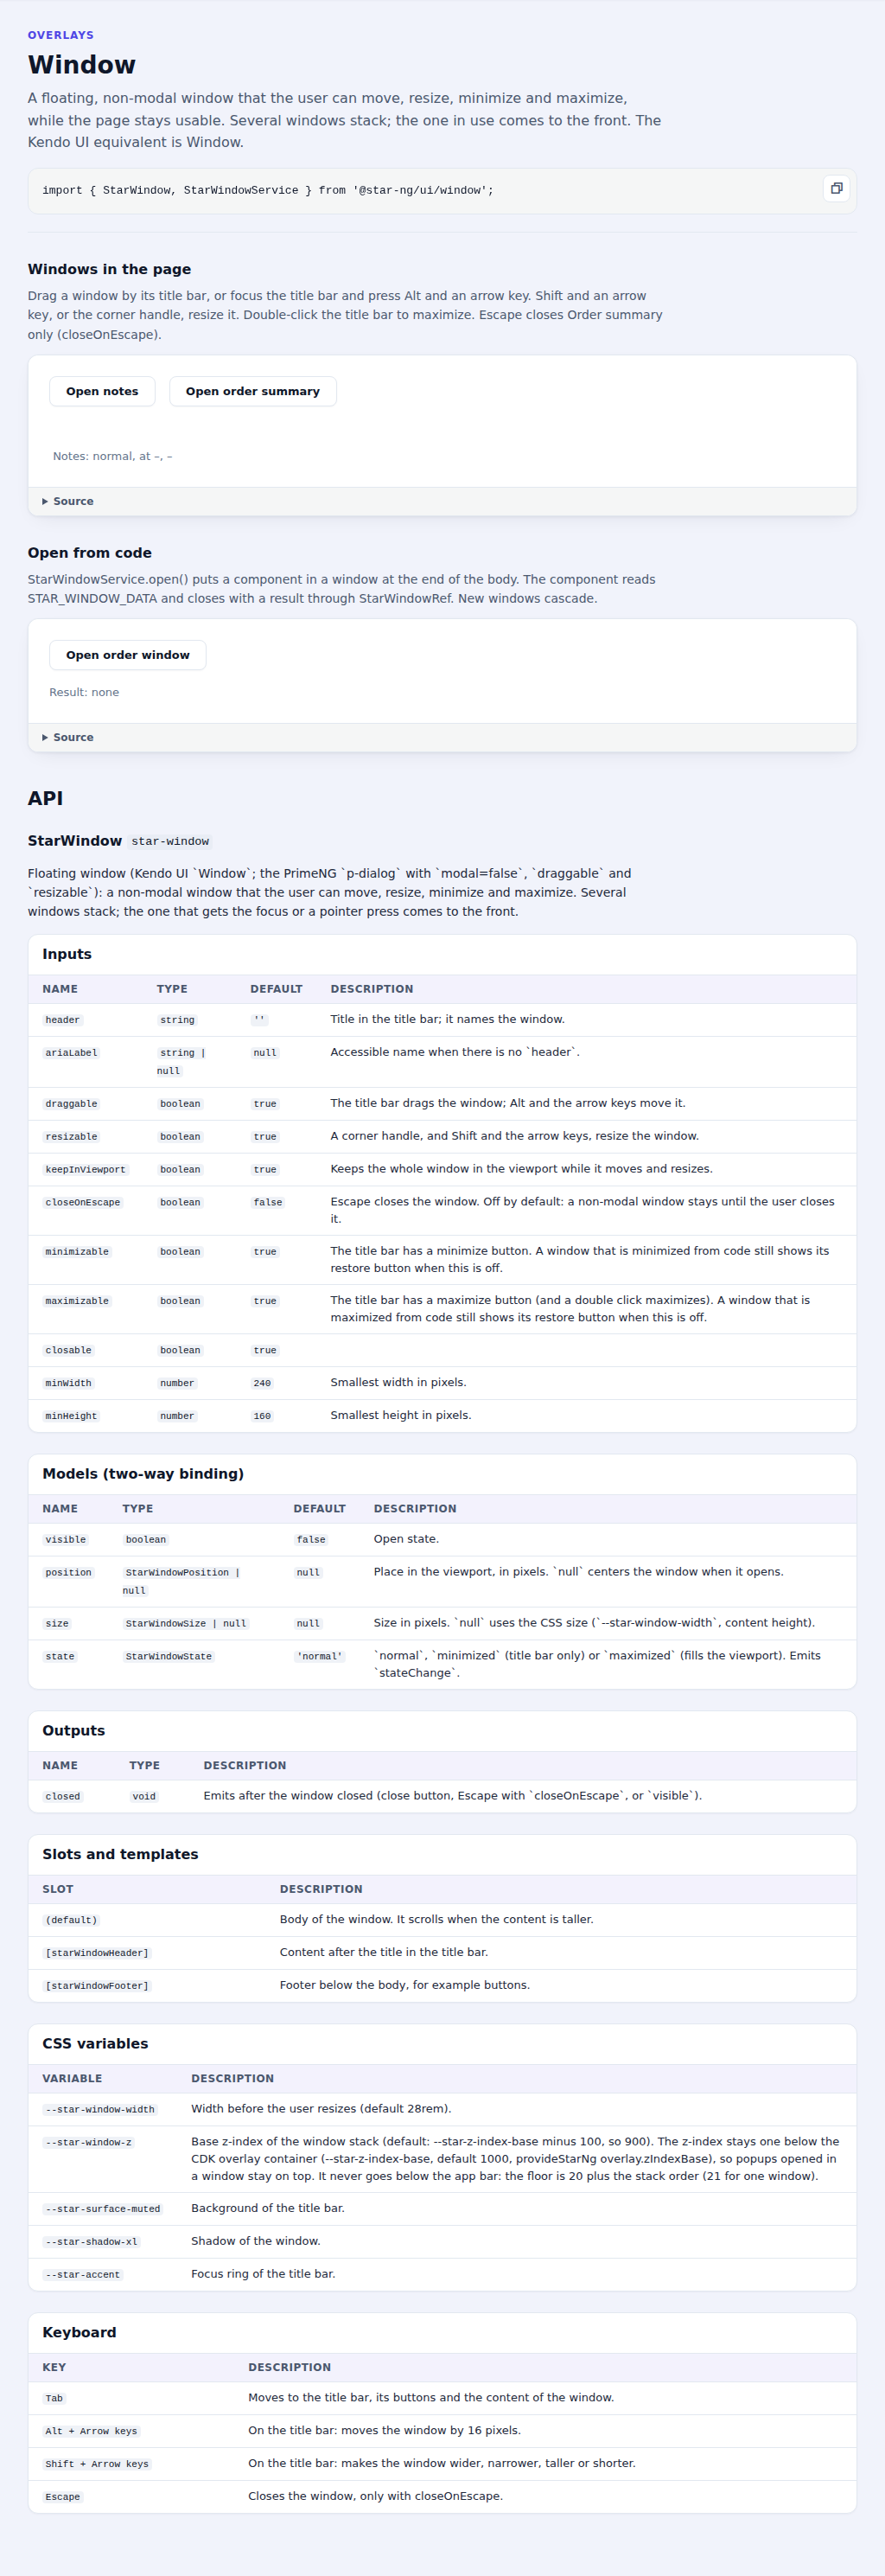 OVERLAYS
Window
A floating, non-modal window that the user can move, resize, minimize and maximize,
while the page stays usable. Several windows stack; the one in use comes to the front. The
Kendo UI equivalent is Window.
import { StarWindow, StarWindowService } from '@star-ng/ui/window';
Windows in the page
Drag a window by its title bar, or focus the title bar and press Alt and an arrow key. Shift and an arrow
key, or the corner handle, resize it. Double-click the title bar to maximize. Escape closes Order summary
only (closeOnEscape).
Open notes Open order summary
Notes: normal, at –, –
Source
Open from code
StarWindowService.open() puts a component in a window at the end of the body. The component reads
STAR_WINDOW_DATA and closes with a result through StarWindowRef. New windows cascade.
Open order window
Result: none
Source
API
StarWindow star-window
Floating window (Kendo UI `Window`; the PrimeNG `p-dialog` with `modal=false`, `draggable` and
`resizable`): a non-modal window that the user can move, resize, minimize and maximize. Several
windows stack; the one that gets the focus or a pointer press comes to the front.
Inputs
NAME TYPE DEFAULT DESCRIPTION
header string '' Title in the title bar; it names the window.
ariaLabel string | null Accessible name when there is no `header`.
null
draggable boolean true The title bar drags the window; Alt and the arrow keys move it.
resizable boolean true A corner handle, and Shift and the arrow keys, resize the window.
keepInViewport boolean true Keeps the whole window in the viewport while it moves and resizes.
closeOnEscape boolean false Escape closes the window. Off by default: a non-modal window stays until the user closes
it.
minimizable boolean true The title bar has a minimize button. A window that is minimized from code still shows its
restore button when this is off.
maximizable boolean true The title bar has a maximize button (and a double click maximizes). A window that is
maximized from code still shows its restore button when this is off.
closable boolean true
minWidth number 240 Smallest width in pixels.
minHeight number 160 Smallest height in pixels.
Models (two-way binding)
NAME TYPE DEFAULT DESCRIPTION
visible boolean false Open state.
position StarWindowPosition | null Place in the viewport, in pixels. `null` centers the window when it opens.
null
size StarWindowSize | null null Size in pixels. `null` uses the CSS size (`--star-window-width`, content height).
state StarWindowState 'normal' `normal`, `minimized` (title bar only) or `maximized` (fills the viewport). Emits
`stateChange`.
Outputs
NAME TYPE DESCRIPTION
closed void Emits after the window closed (close button, Escape with `closeOnEscape`, or `visible`).
Slots and templates
SLOT DESCRIPTION
(default) Body of the window. It scrolls when the content is taller.
[starWindowHeader] Content after the title in the title bar.
[starWindowFooter] Footer below the body, for example buttons.
CSS variables
VARIABLE DESCRIPTION
--star-window-width Width before the user resizes (default 28rem).
--star-window-z Base z-index of the window stack (default: --star-z-index-base minus 100, so 900). The z-index stays one below the
CDK overlay container (--star-z-index-base, default 1000, provideStarNg overlay.zIndexBase), so popups opened in
a window stay on top. It never goes below the app bar: the floor is 20 plus the stack order (21 for one window).
--star-surface-muted Background of the title bar.
--star-shadow-xl Shadow of the window.
--star-accent Focus ring of the title bar.
Keyboard
KEY DESCRIPTION
Tab Moves to the title bar, its buttons and the content of the window.
Alt + Arrow keys On the title bar: moves the window by 16 pixels.
Shift + Arrow keys On the title bar: makes the window wider, narrower, taller or shorter.
Escape Closes the window, only with closeOnEscape.